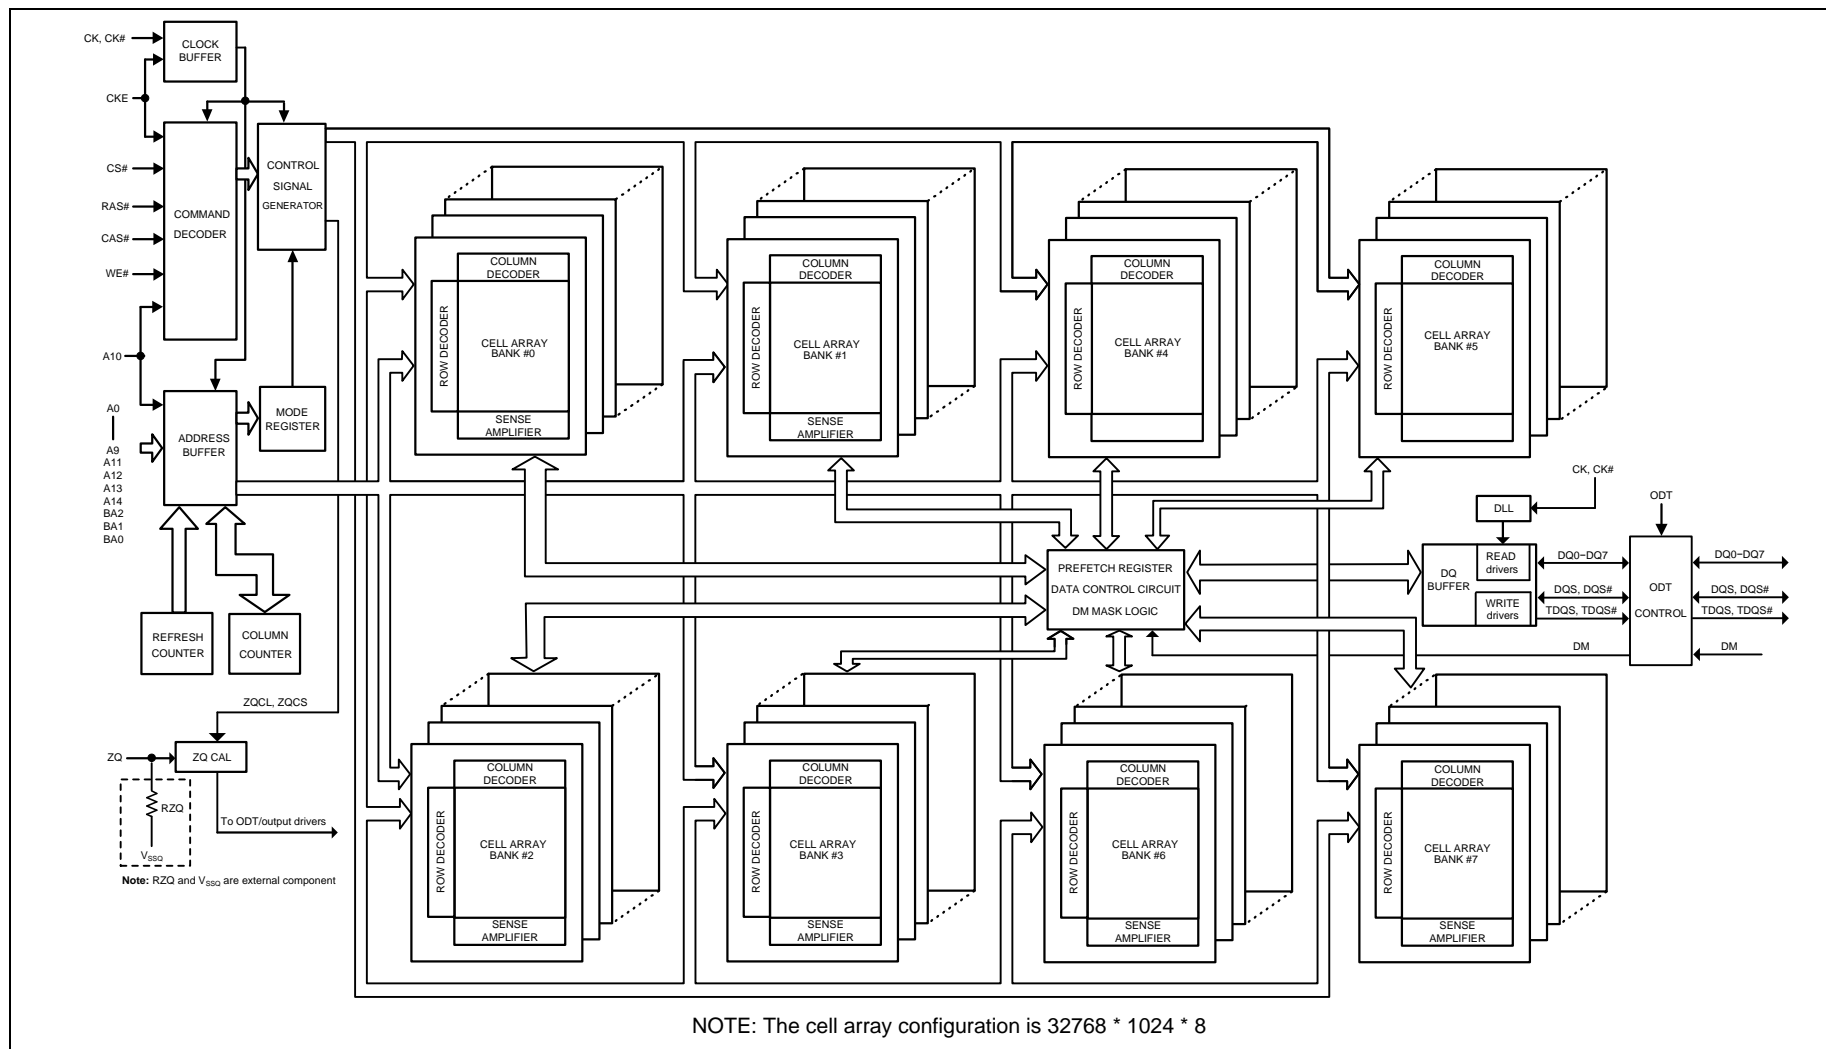 CK, CK#
CLOCK
BUFFER
CKE
CS#
RAS#
CAS#
WE#
COMMAND
DECODER
CONTROL
SIGNAL
GENERATOR
A10
A0
A9
A11
A12
A13
A14
BA2
BA1
BA0
ADDRESS
BUFFER
MODE
REGISTER
REFRESH
COUNTER
COLUMN
COUNTER
ZQCL, ZQCS
ZQ
ZQ CAL
RZQ
VSSQ
To ODT/output drivers
Note: RZQ and VSSQ are external component
COLUMN
DECODER
ROW DECODER
CELL ARRAY
BANK #0
SENSE
AMPLIFIER
COLUMN
DECODER
ROW DECODER
CELL ARRAY
BANK #1
SENSE
AMPLIFIER
COLUMN
DECODER
ROW DECODER
CELL ARRAY
BANK #4
COLUMN
DECODER
ROW DECODER
CELL ARRAY
BANK #5
PREFETCH REGISTER
DATA CONTROL CIRCUIT
DM MASK LOGIC
CK, CK#
DLL
ODT
DQ
BUFFER
READ
drivers
WRITE
drivers
DQ0−DQ7
DQS, DQS#
TDQS, TDQS#
DM
ODT
CONTROL
DQ0−DQ7
DQS, DQS#
TDQS, TDQS#
DM
COLUMN
DECODER
ROW DECODER
CELL ARRAY
BANK #2
SENSE
AMPLIFIER
COLUMN
DECODER
ROW DECODER
CELL ARRAY
BANK #3
SENSE
AMPLIFIER
COLUMN
DECODER
ROW DECODER
CELL ARRAY
BANK #6
SENSE
AMPLIFIER
COLUMN
DECODER
ROW DECODER
CELL ARRAY
BANK #7
SENSE
AMPLIFIER
NOTE: The cell array configuration is 32768 * 1024 * 8